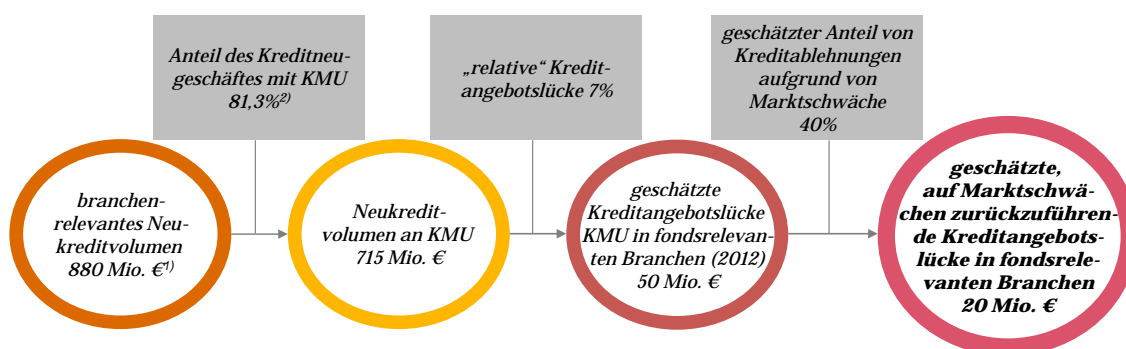 Anteil des Kreditneu-
geschäftes mit KMU
81,3%²⁾
„relative“ Kredit-
angebotslücke 7%
geschätzter Anteil von
Kreditablehnungen
aufgrund von
Marktschwäche
40%
branchen-
relevantes Neu-
kreditvolumen
880 Mio. €¹⁾
Neukredit-
volumen an KMU
715 Mio. €
geschätzte
Kreditangebotslücke
KMU in fondsrelevan-
ten Branchen (2012)
50 Mio. €
geschätzte,
auf Marktschwä-
chen zurückzuführen-
de Kreditangebots-
lücke in fondsrele-
vanten Branchen
20 Mio. €